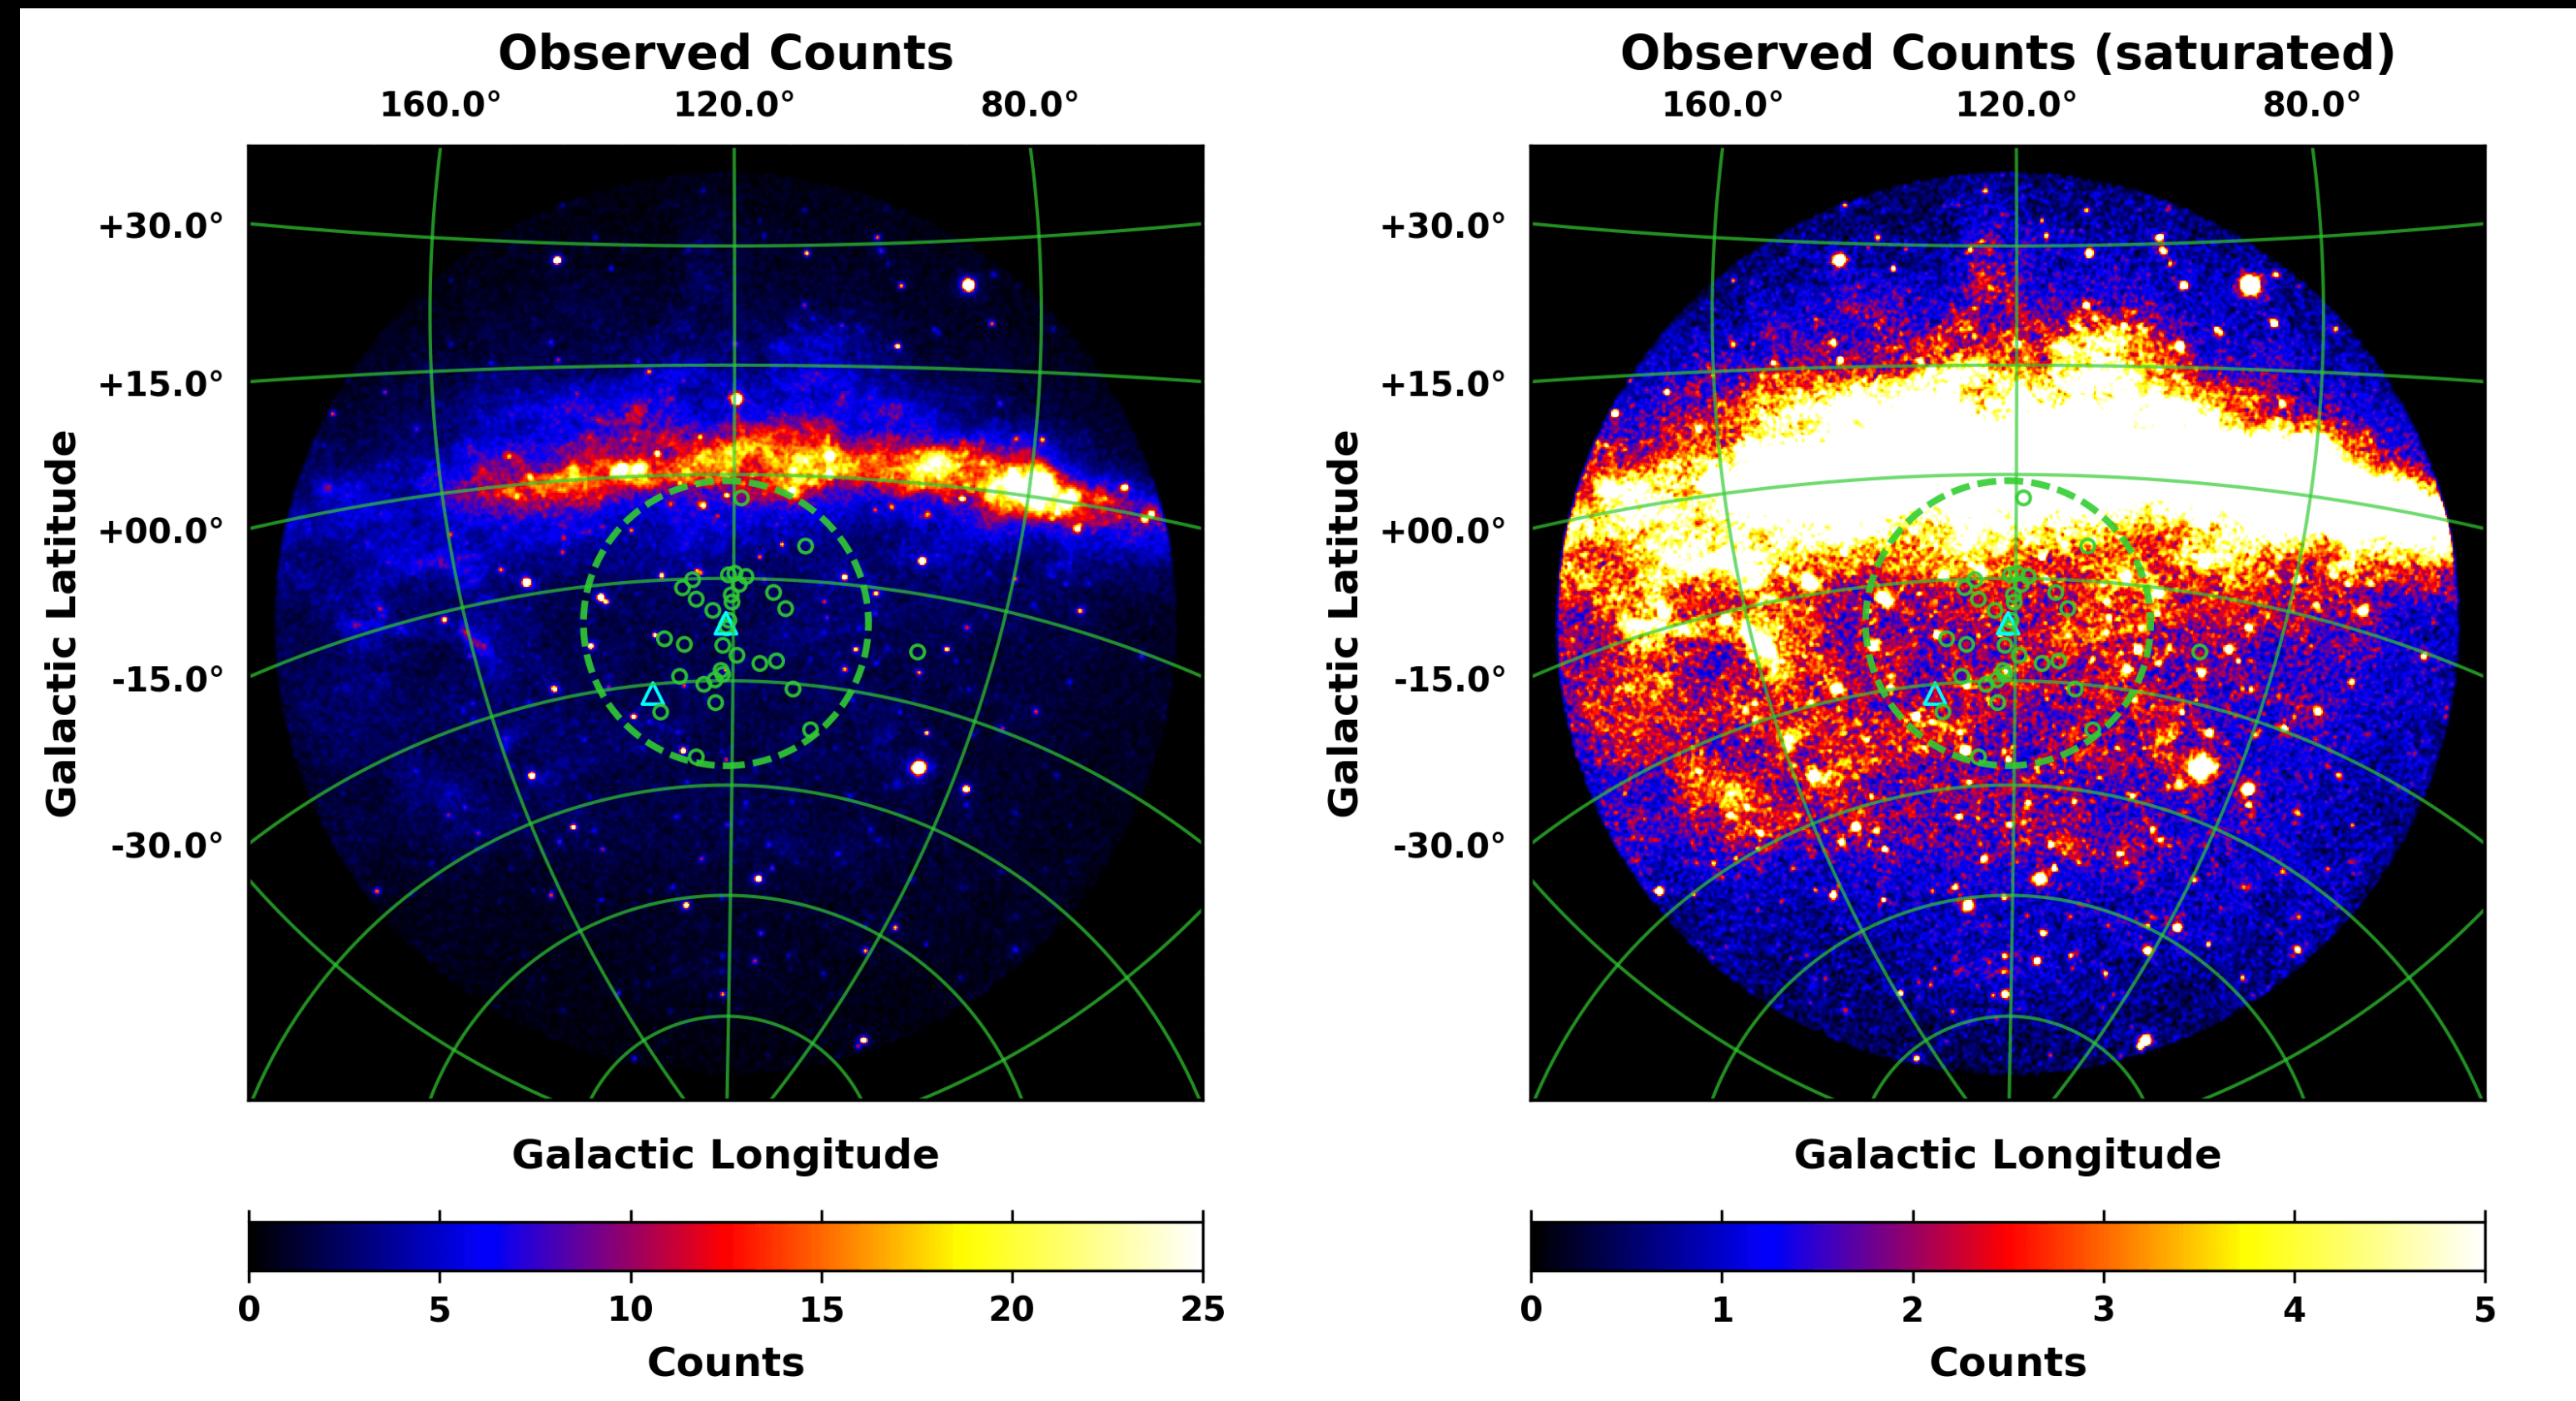 Observed Counts
160.0° 120.0° 80.0°
+30.0°
+15.0°
+00.0°
-15.0°
-30.0°
Galactic Latitude
Galactic Longitude
0 5 10 15 20 25
Counts
Observed Counts (saturated)
160.0° 120.0° 80.0°
+30.0°
+15.0°
+00.0°
-15.0°
-30.0°
Galactic Latitude
Galactic Longitude
0 1 2 3 4 5
Counts